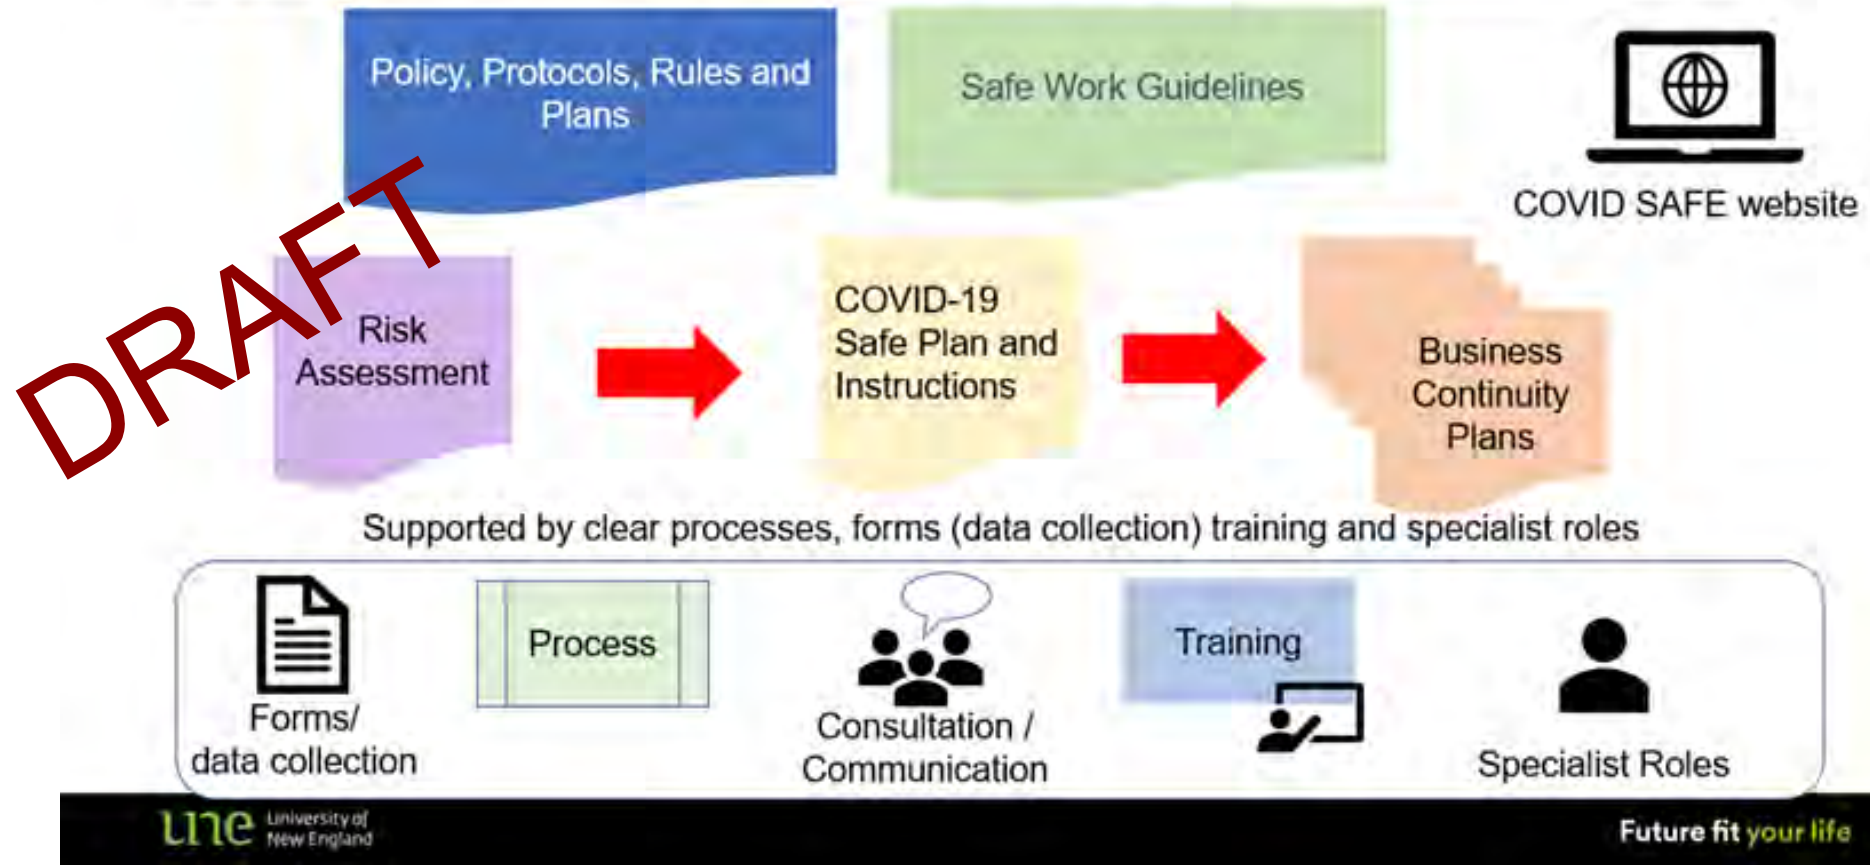 Policy, Protocols, Rules and
Plans
Safe Work Guidelines
COVID SAFE website
DRAFT
Risk
Assessment
COVID-19
Safe Plan and
Instructions
Business
Continuity
Plans
Supported by clear processes, forms (data collection) training and specialist roles
Forms/
data collection
Process
Consultation /
Communication
Training
Specialist Roles
une University of
New England
Future fit your life